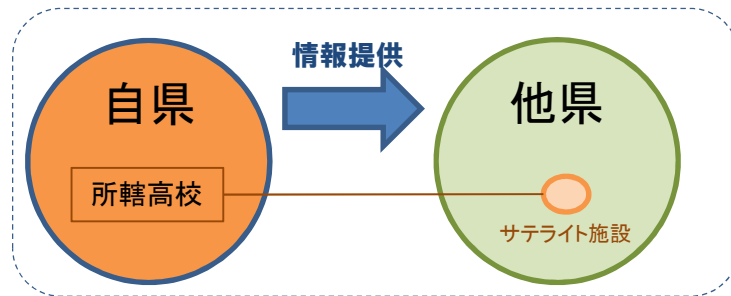 情報提供
自県
他県
所轄高校
サテライト施設